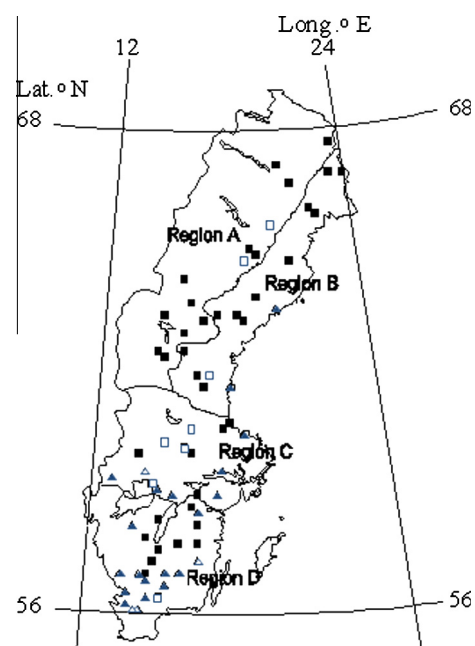 Long.º E
12
24
Lat.º N
68
68
Region A
Region B
Region C
Region D
56
56